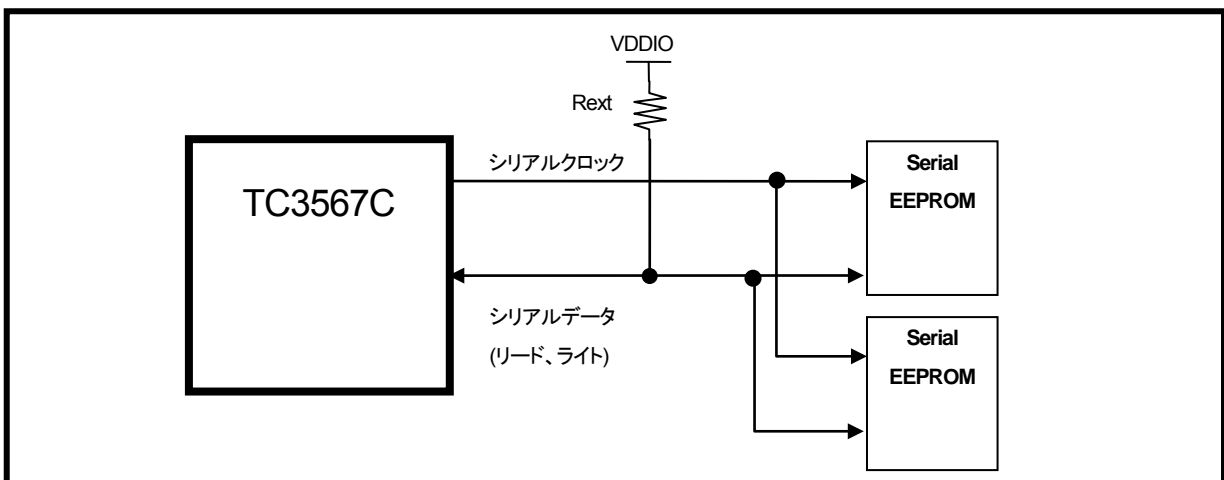 VDDIO
Rext
シリアルクロック
TC3567C
Serial
EEPROM
シリアルデータ
(リード、ライト)
Serial
EEPROM